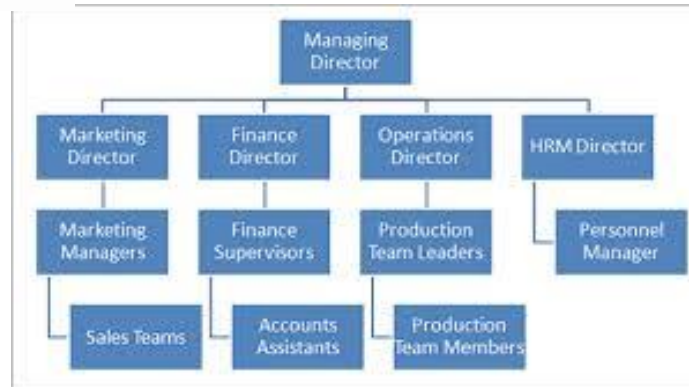 Managing
Director
Marketing
Director
Finance
Director
Operations
Director
HRM Director
Marketing
Managers
Finance
Supervisors
Production
Team Leaders
Personnel
Manager
Sales Teams
Accounts
Assistants
Production
Team Members